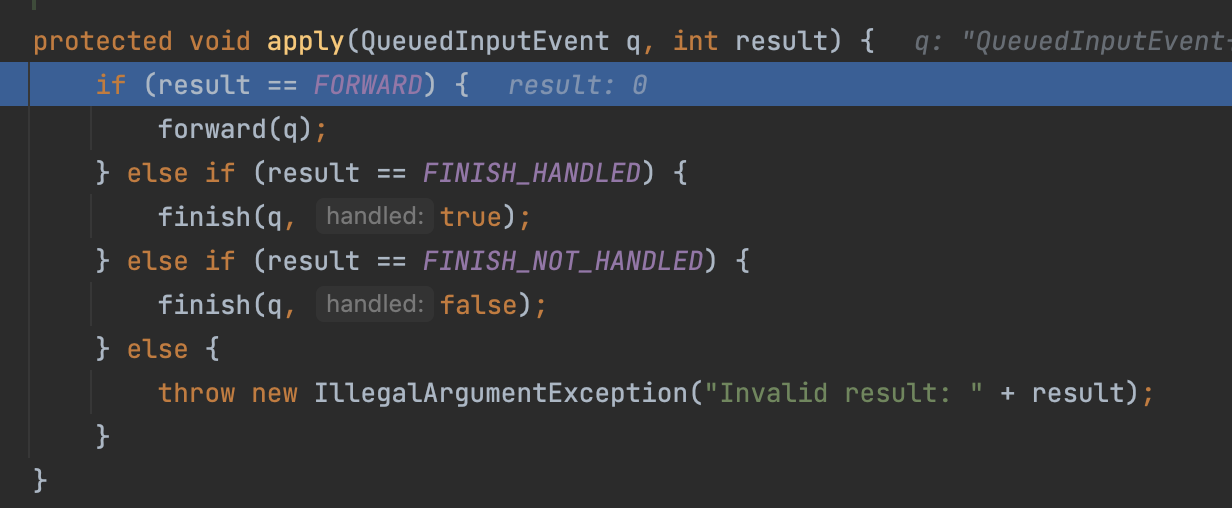 protected void apply(QueuedInputEvent q, int result) { q: "QueuedInputEvent
if (result == FORWARD) { result: 0
forward(q);
} else if (result == FINISH_HANDLED) {
finish(q, handled: true);
} else if (result == FINISH_NOT_HANDLED) {
finish(q, handled: false);
} else {
throw new IllegalArgumentException("Invalid result: " + result);
}
}